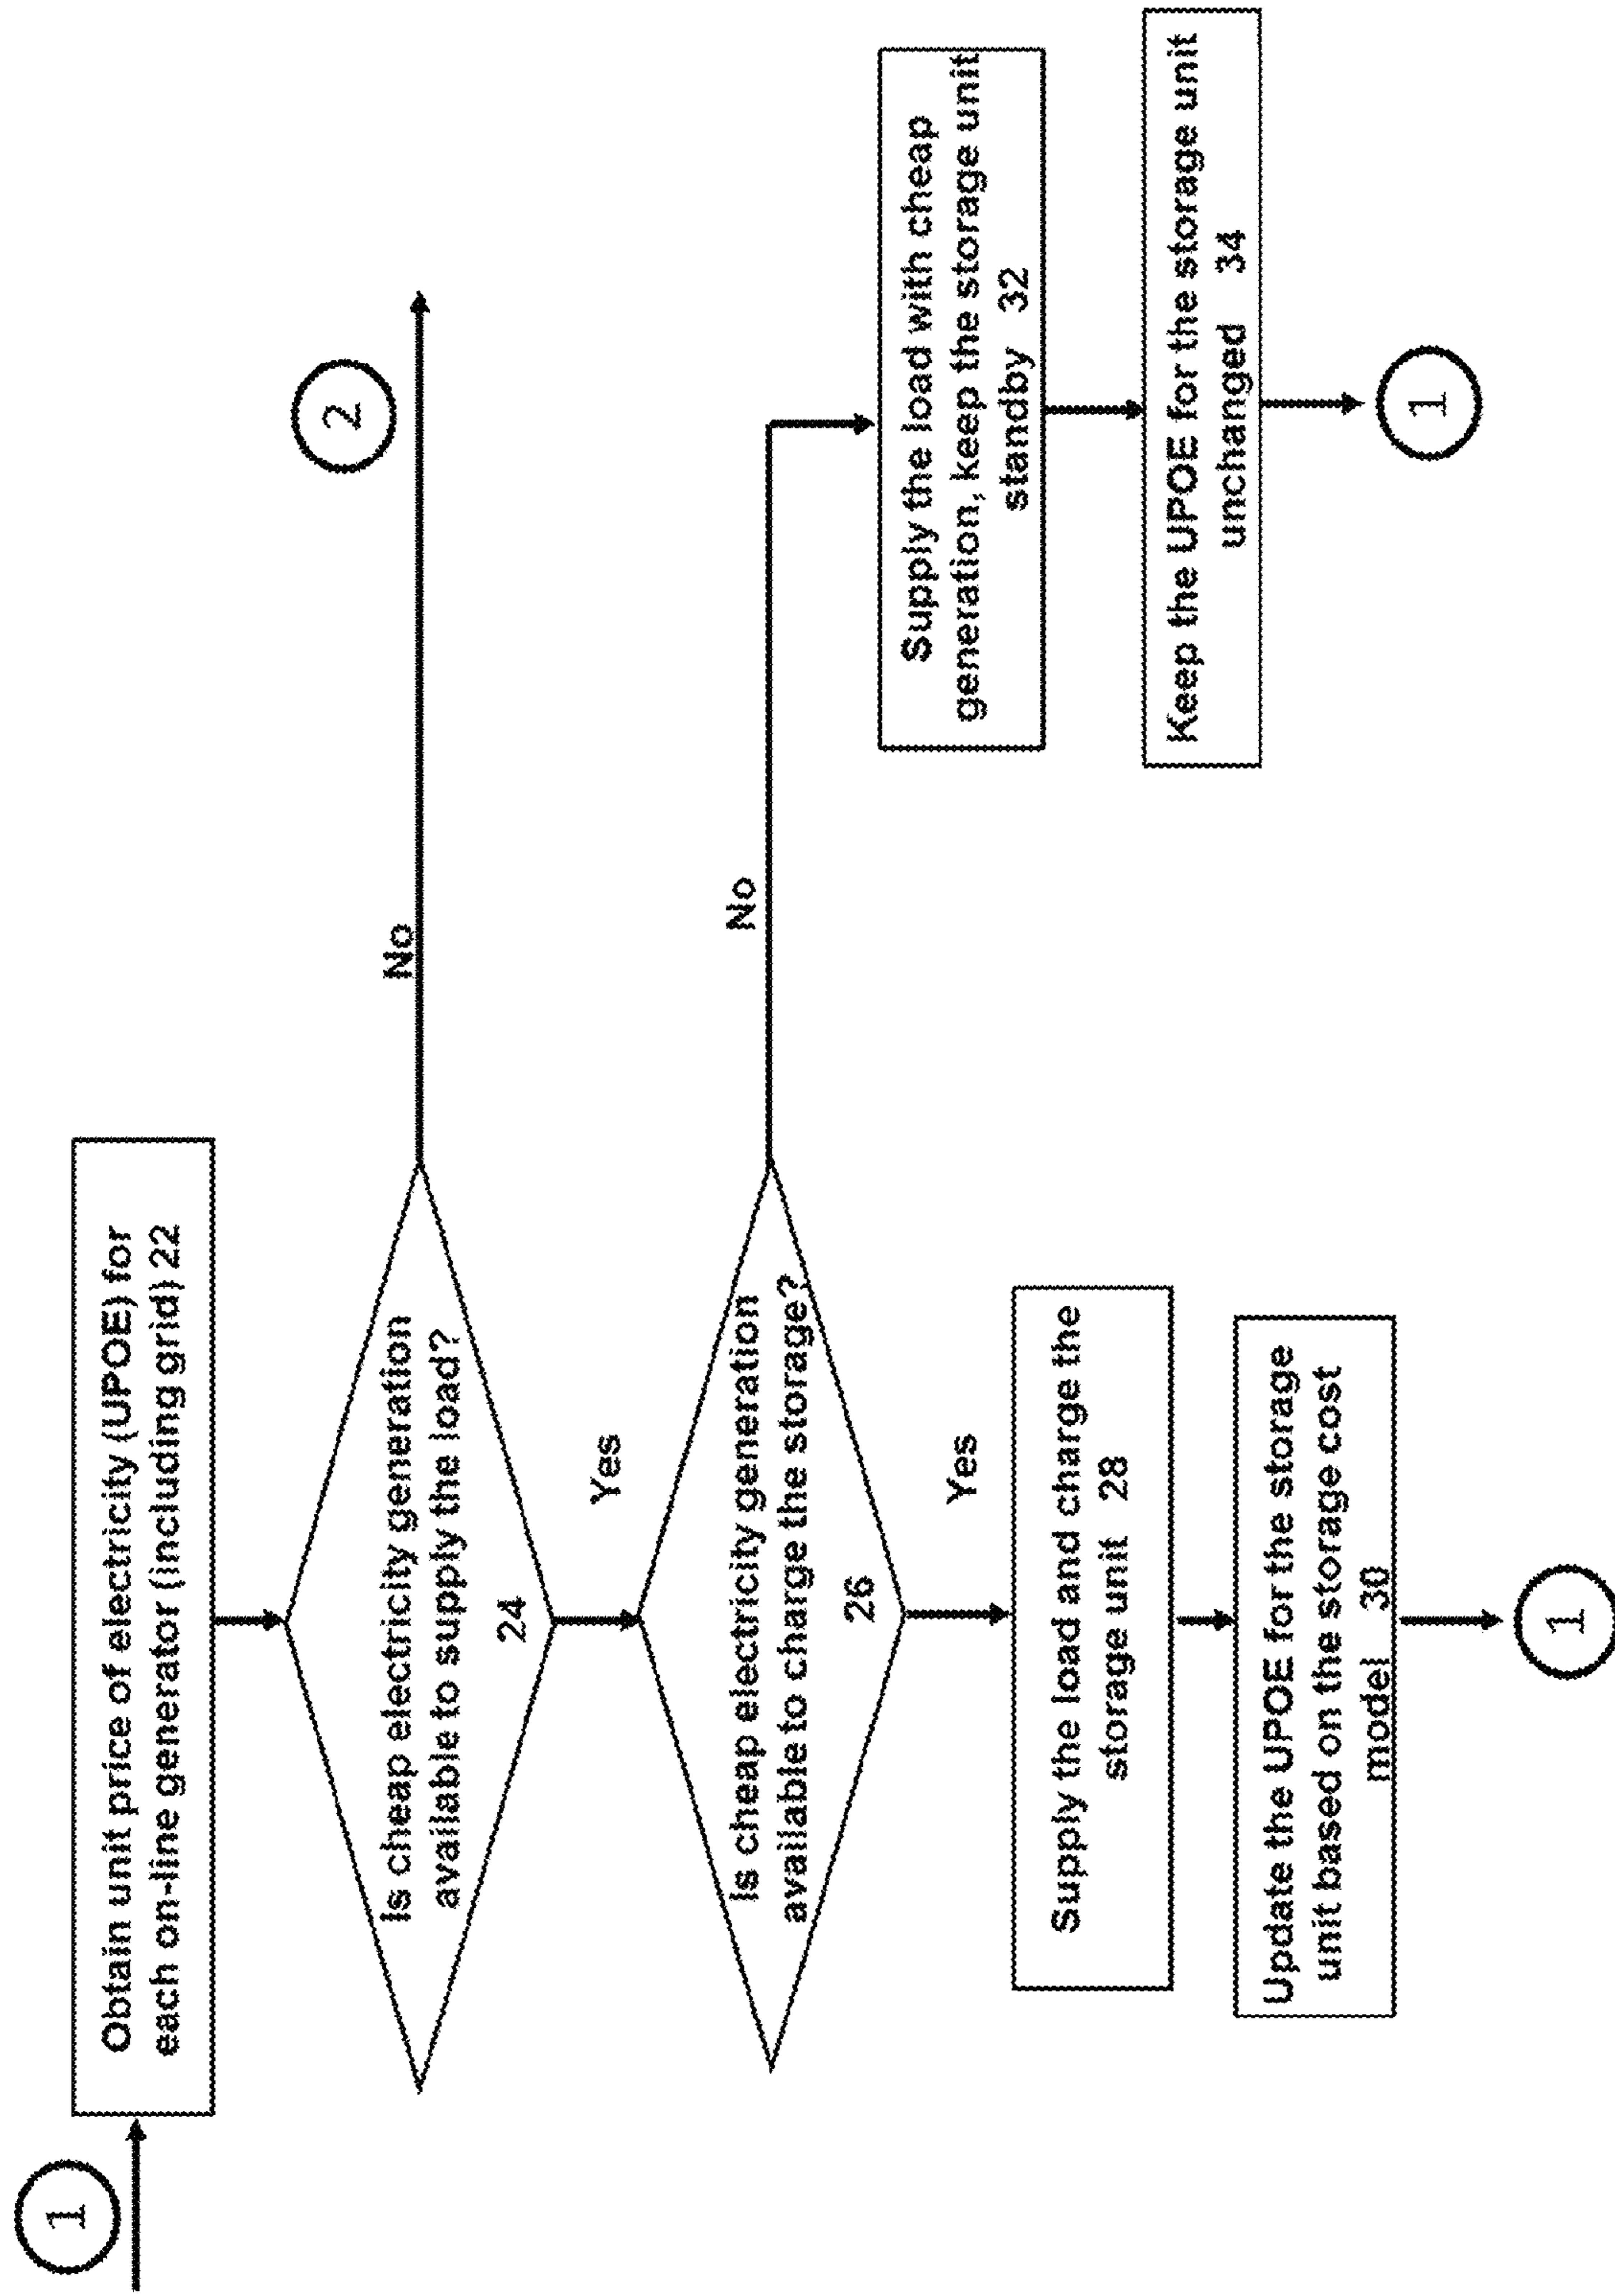 1
Obtain unit price of electricity (UPOE) for
each on-line generator (including grid) 22
Is cheap electricity generation
available to supply the load?
24
No
2
Yes
Is cheap electricity generation
available to charge the storage?
26
No
Yes
Supply the load and charge the
storage unit 28
Update the UPOE for the storage
unit based on the storage cost
model 30
1
Supply the load with cheap
generation, keep the storage unit
standby 32
Keep the UPOE for the storage unit
unchanged 34
1